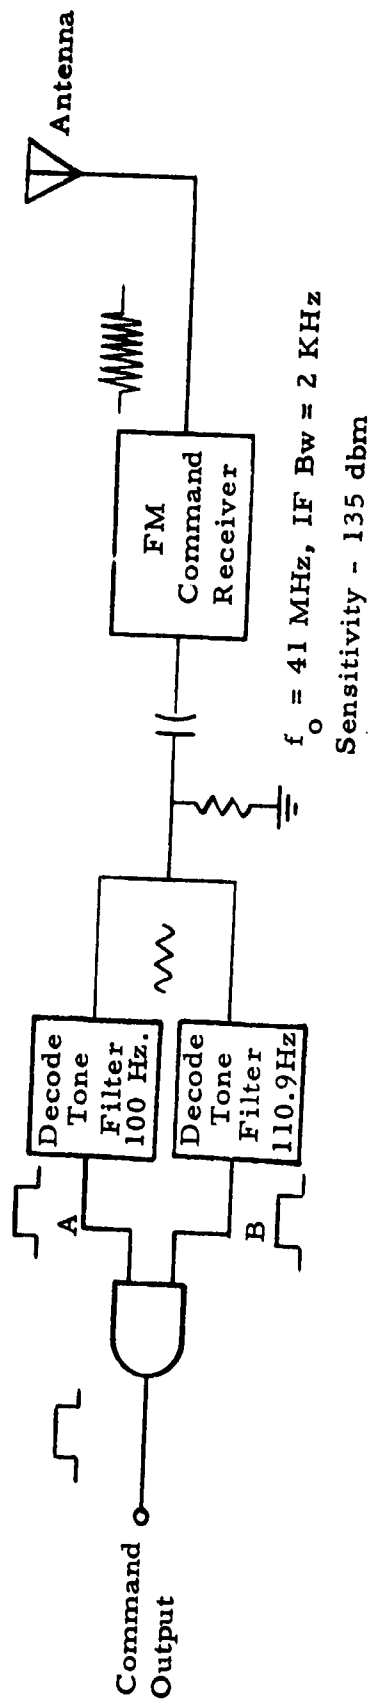 Antenna
FM
Command
Receiver
f_o = 41 MHz, IF Bw = 2 KHz
Sensitivity - 135 dbm
Decode
Tone
Filter
100 Hz.
Decode
Tone
Filter
110.9Hz
A
B
Command
Output